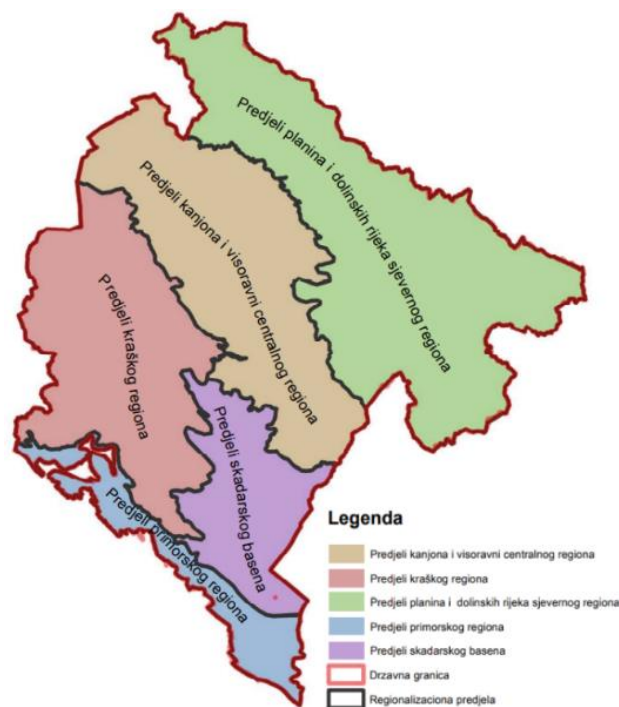 Predjeli planina i dolinskih rijeka sjevernog regiona
Predjeli kanjona i visoravni centralnog regiona
Predjeli kraškog regiona
Predjeli skadarskog basena
Predjeli primorskog regiona
Legenda
Predjeli kanjona i visoravni centralnog regiona
Predjeli kraškog regiona
Predjeli planina i dolinskih rijeka sjevernog regiona
Predjeli primorskog regiona
Predjeli skadarskog basena
Drzavna granica
Regionalizaciona predjela